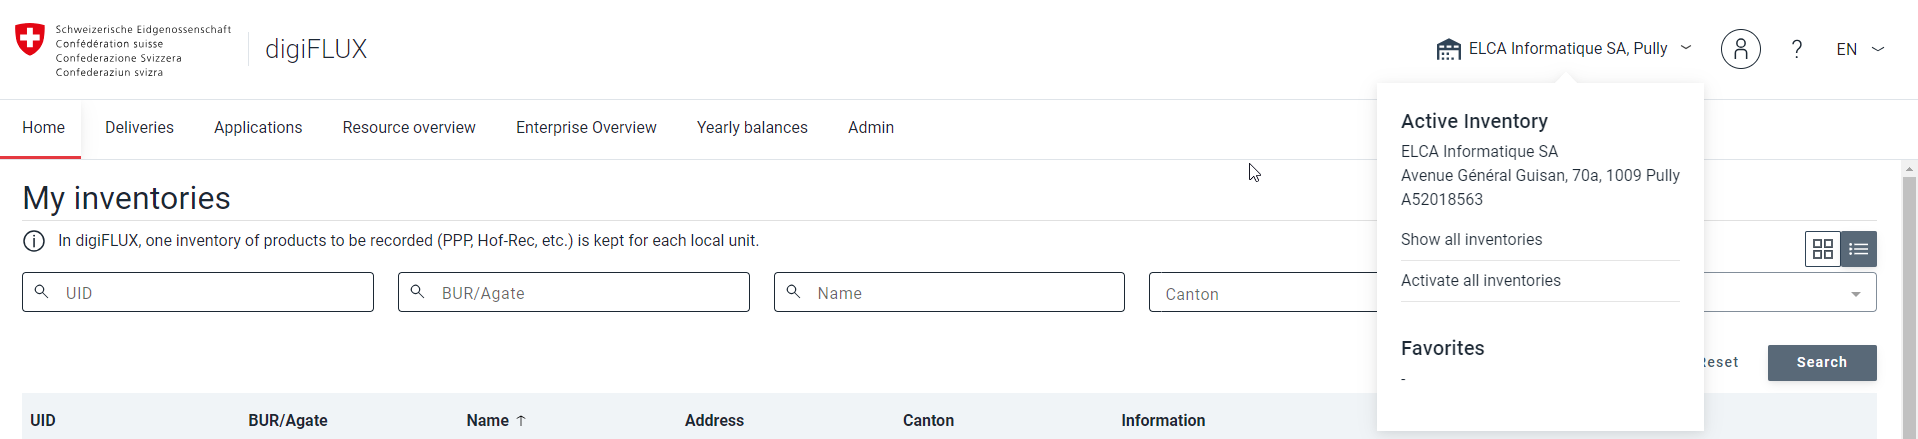 Schweizerische Eidgenossenschaft
Confédération suisse
Confederazione Svizzera
Confederaziun svizra
digiFLUX
ELCA Informatique SA, Pully
?
EN
Home
Deliveries
Applications
Resource overview
Enterprise Overview
Yearly balances
Admin
Active Inventory
ELCA Informatique SA
Avenue Général Guisan, 70a, 1009 Pully
A52018563
Show all inventories
Activate all inventories
Favorites
-
My inventories
In digiFLUX, one inventory of products to be recorded (PPP, Hof-Rec, etc.) is kept for each local unit.
UID
BUR/Agate
Name
Canton
eset
Search
UID
BUR/Agate
Name ↑
Address
Canton
Information